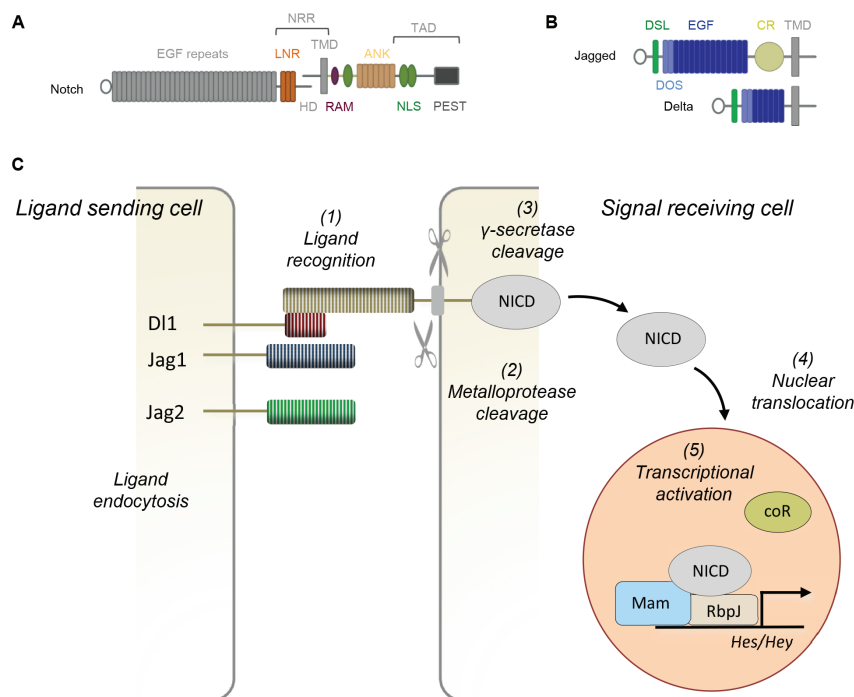 A
NRR
TAD
EGF repeats
LNR
TMD
ANK
Notch
HD
RAM
NLS
PEST
B
DSL
EGF
CR
TMD
Jagged
DOS
Delta
C
Ligand sending cell
(1)
Ligand
recognition
(3)
γ-secretase
cleavage
Signal receiving cell
NICD
Dl1
Jag1
Jag2
NICD
(2)
Metalloprotease
cleavage
(4)
Nuclear
translocation
Ligand
endocytosis
(5)
Transcriptional
activation
coR
NICD
Mam
RbpJ
Hes/Hey